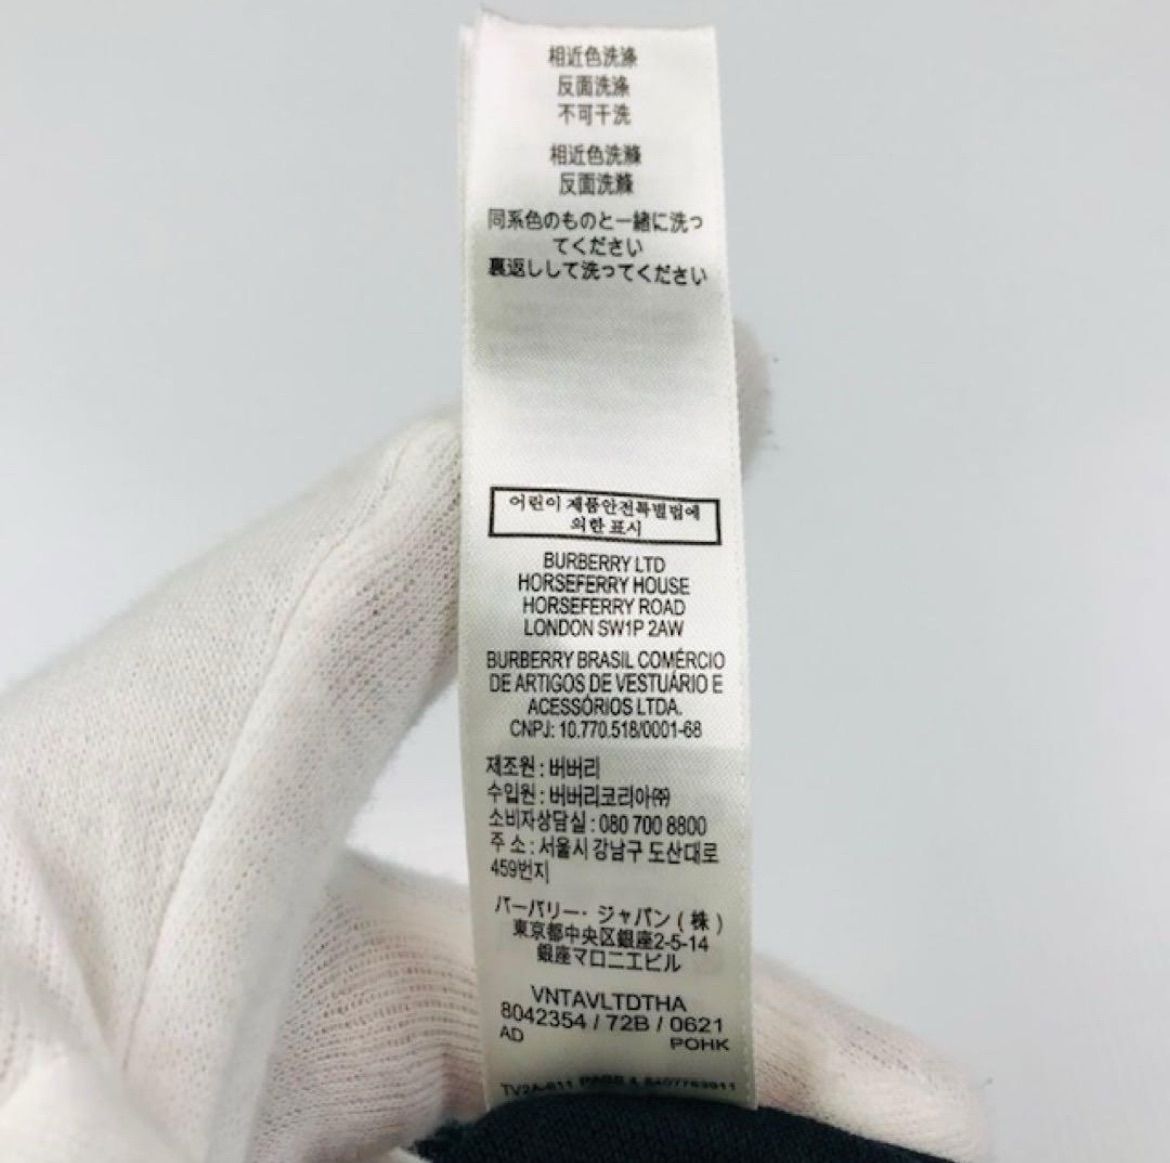 相近色洗涤
反面洗涤
不可干洗
相近色洗滌
反面洗滌
同系色のものと一緒に洗っ
てください
裏返しして洗ってください
어린이 제품안전특별법에
의한 표시
BURBERRY LTD
HORSEFERRY HOUSE
HORSEFERRY ROAD
LONDON SW1P 2AW
BURBERRY BRASIL COMÉRCIO
DE ARTIGOS DE VESTUÁRIO E
ACESSÓRIOS LTDA.
CNPJ: 10.770.518/0001-68
제조원 : 버버리
수입원 : 버버리코리아㈜
소비자상담실 : 080 700 8800
주 소 : 서울시 강남구 도산대로
459번지
バーバリー・ジャパン ( 株 )
東京都中央区銀座2-5-14
銀座マロニエビル
VNTAVLTDTHA
8042354 / 72B / 0621
AD POHK